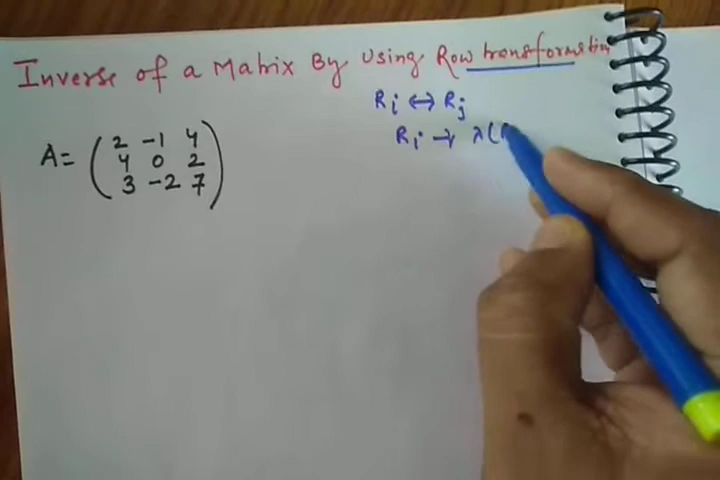 Inverse of a Matrix By Using Row transformation
Ri ↔ Rj
Ri → λ(
A= ( 2 -1 4
4 0 2
3 -2 7 )